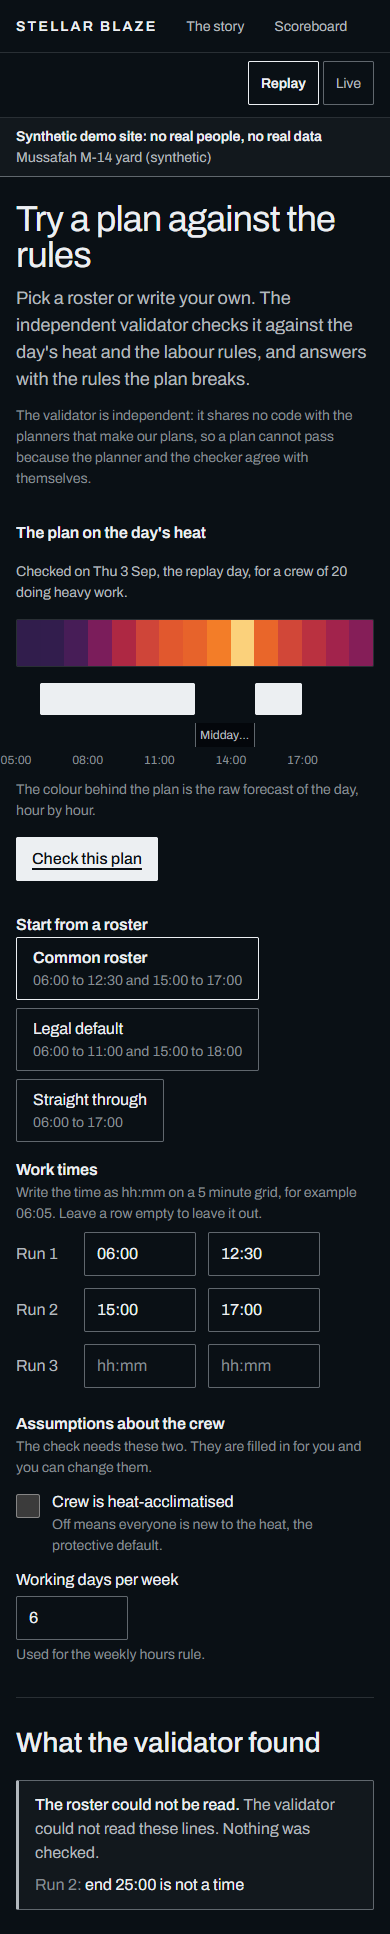 STELLAR BLAZE The story Scoreboard
Replay Live
Synthetic demo site: no real people, no real data
Mussafah M-14 yard (synthetic)
Try a plan against the
rules
Pick a roster or write your own. The
independent validator checks it against the
day's heat and the labour rules, and answers
with the rules the plan breaks.
The validator is independent: it shares no code with the
planners that make our plans, so a plan cannot pass
because the planner and the checker agree with
themselves.
The plan on the day's heat
Checked on Thu 3 Sep, the replay day, for a crew of 20
doing heavy work.
Midday...
05:00 08:00 11:00 14:00 17:00
The colour behind the plan is the raw forecast of the day,
hour by hour.
Check this plan
Start from a roster
Common roster
06:00 to 12:30 and 15:00 to 17:00
Legal default
06:00 to 11:00 and 15:00 to 18:00
Straight through
06:00 to 17:00
Work times
Write the time as hh:mm on a 5 minute grid, for example
06:05. Leave a row empty to leave it out.
Run 1 06:00 12:30
Run 2 15:00 17:00
Run 3 hh:mm hh:mm
Assumptions about the crew
The check needs these two. They are filled in for you and
you can change them.
Crew is heat-acclimatised
Off means everyone is new to the heat, the
protective default.
Working days per week
6
Used for the weekly hours rule.
What the validator found
The roster could not be read. The validator
could not read these lines. Nothing was
checked.
Run 2: end 25:00 is not a time